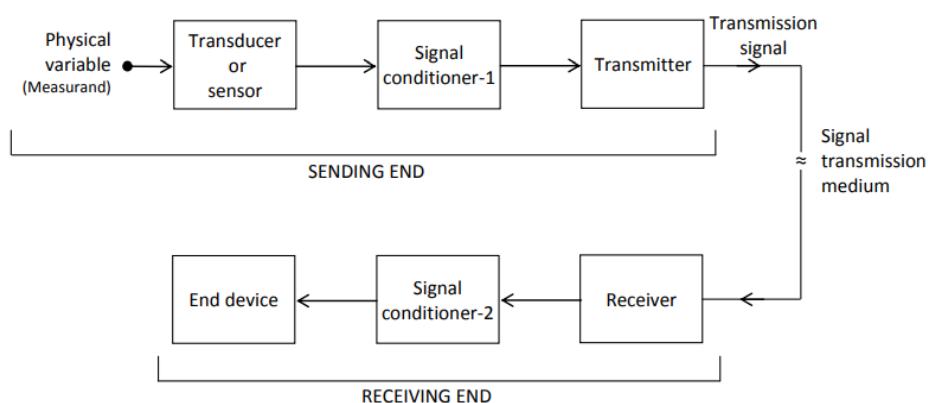 Physical
variable
(Measurand)
Transducer
or
sensor
Signal
conditioner-1
Transmitter
Transmission
signal
SENDING END
≈
Signal
transmission
medium
End device
Signal
conditioner-2
Receiver
RECEIVING END